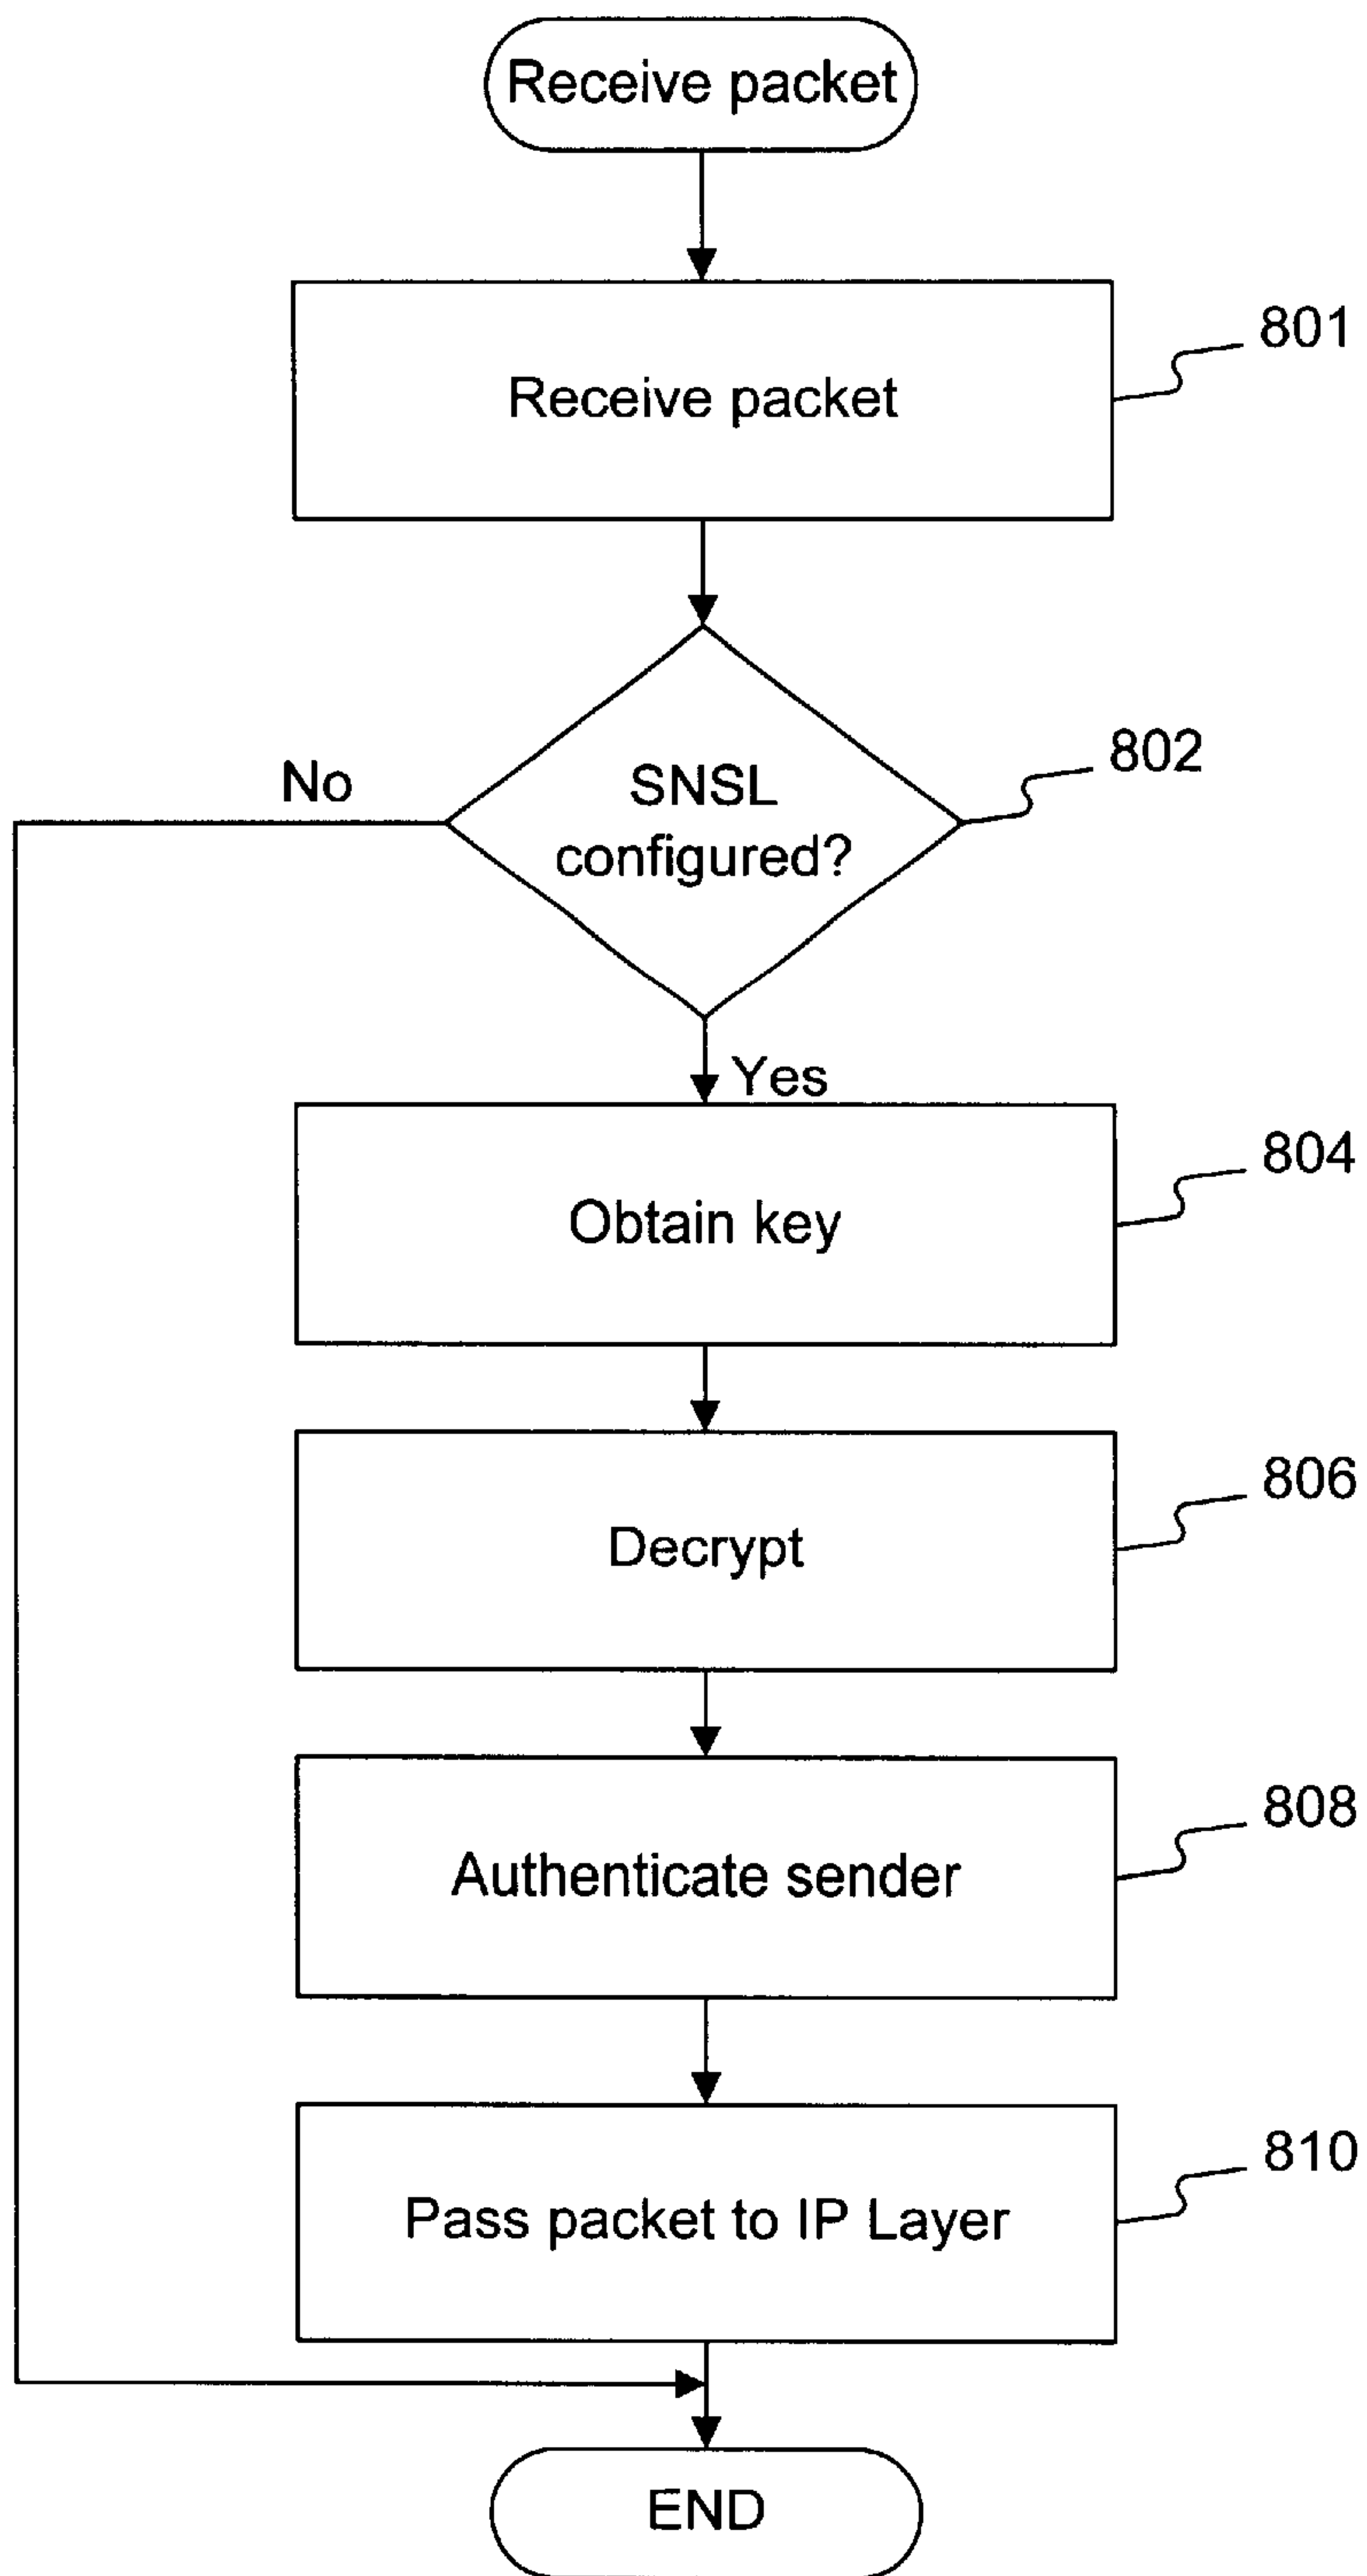 Receive packet
Receive packet
801
SNSL
configured?
802
No
Yes
Obtain key
804
Decrypt
806
Authenticate sender
808
Pass packet to IP Layer
810
END